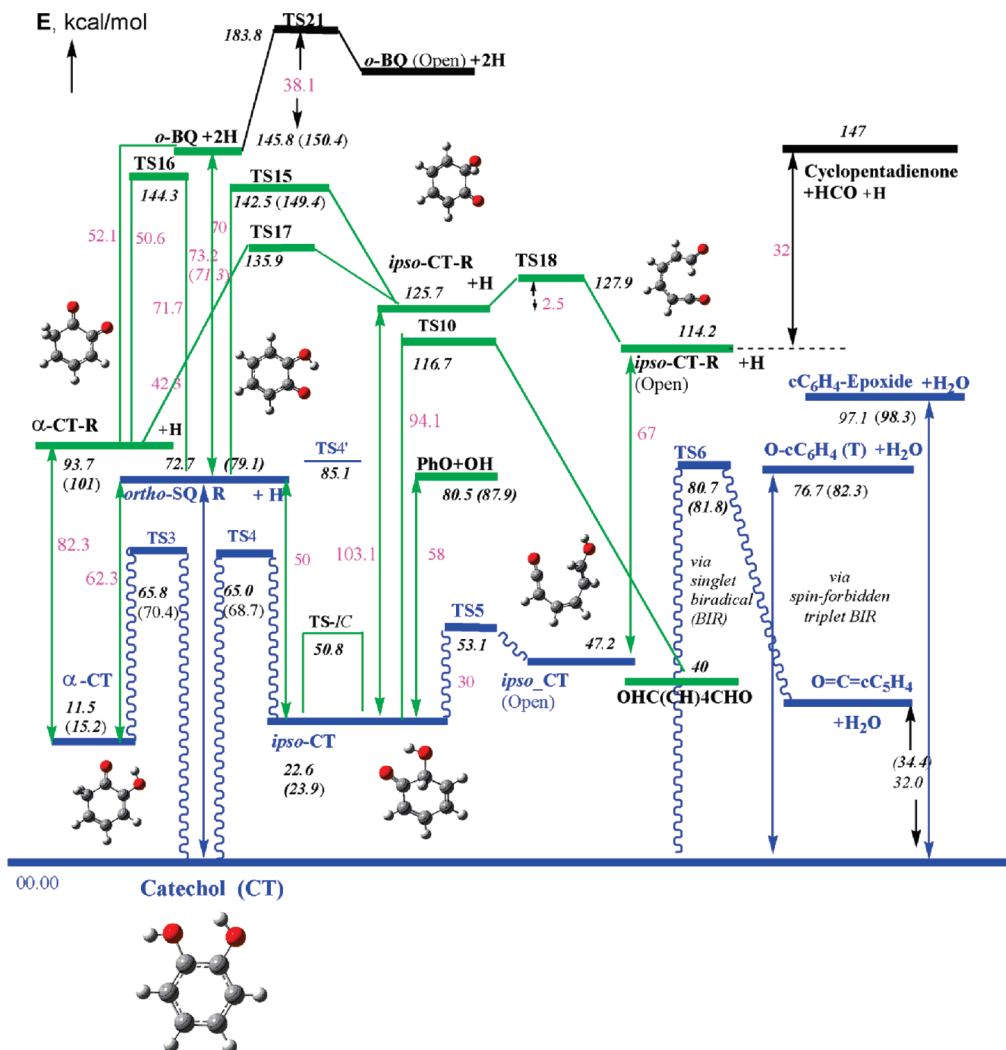 E, kcal/mol
TS21
183.8
o-BQ (Open) +2H
38.1
o-BQ +2H
145.8 (150.4)
147
Cyclopentadienone
+HCO +H
TS16
144.3
TS15
142.5 (149.4)
52.1
50.6
70
73.2
(71.3)
TS17
135.9
32
ipso-CT-R
+H
125.7
TS18
127.9
2.5
71.7
TS10
116.7
114.2
ipso-CT-R +H
(Open)
42.3
cC6H4-Epoxide +H2O
97.1 (98.3)
α-CT-R
+H
93.7
(101)
94.1
67
72.7 (79.1)
ortho-SQ R + H
TS4'
85.1
PhO+OH
80.5 (87.9)
TS6
80.7
(81.8)
O-cC6H4 (T) +H2O
76.7 (82.3)
82.3
62.3
TS3
65.8
(70.4)
TS4
65.0
(68.7)
50
103.1
58
via
singlet
biradical
(BIR)
via
spin-forbidden
triplet BIR
TS-IC
50.8
TS5
53.1
47.2
ipso_CT
(Open)
30
40
OHC(CH)4CHO
O=C=cC5H4
+H2O
α -CT
11.5
(15.2)
ipso-CT
22.6
(23.9)
(34.4)
32.0
00.00
Catechol (CT)